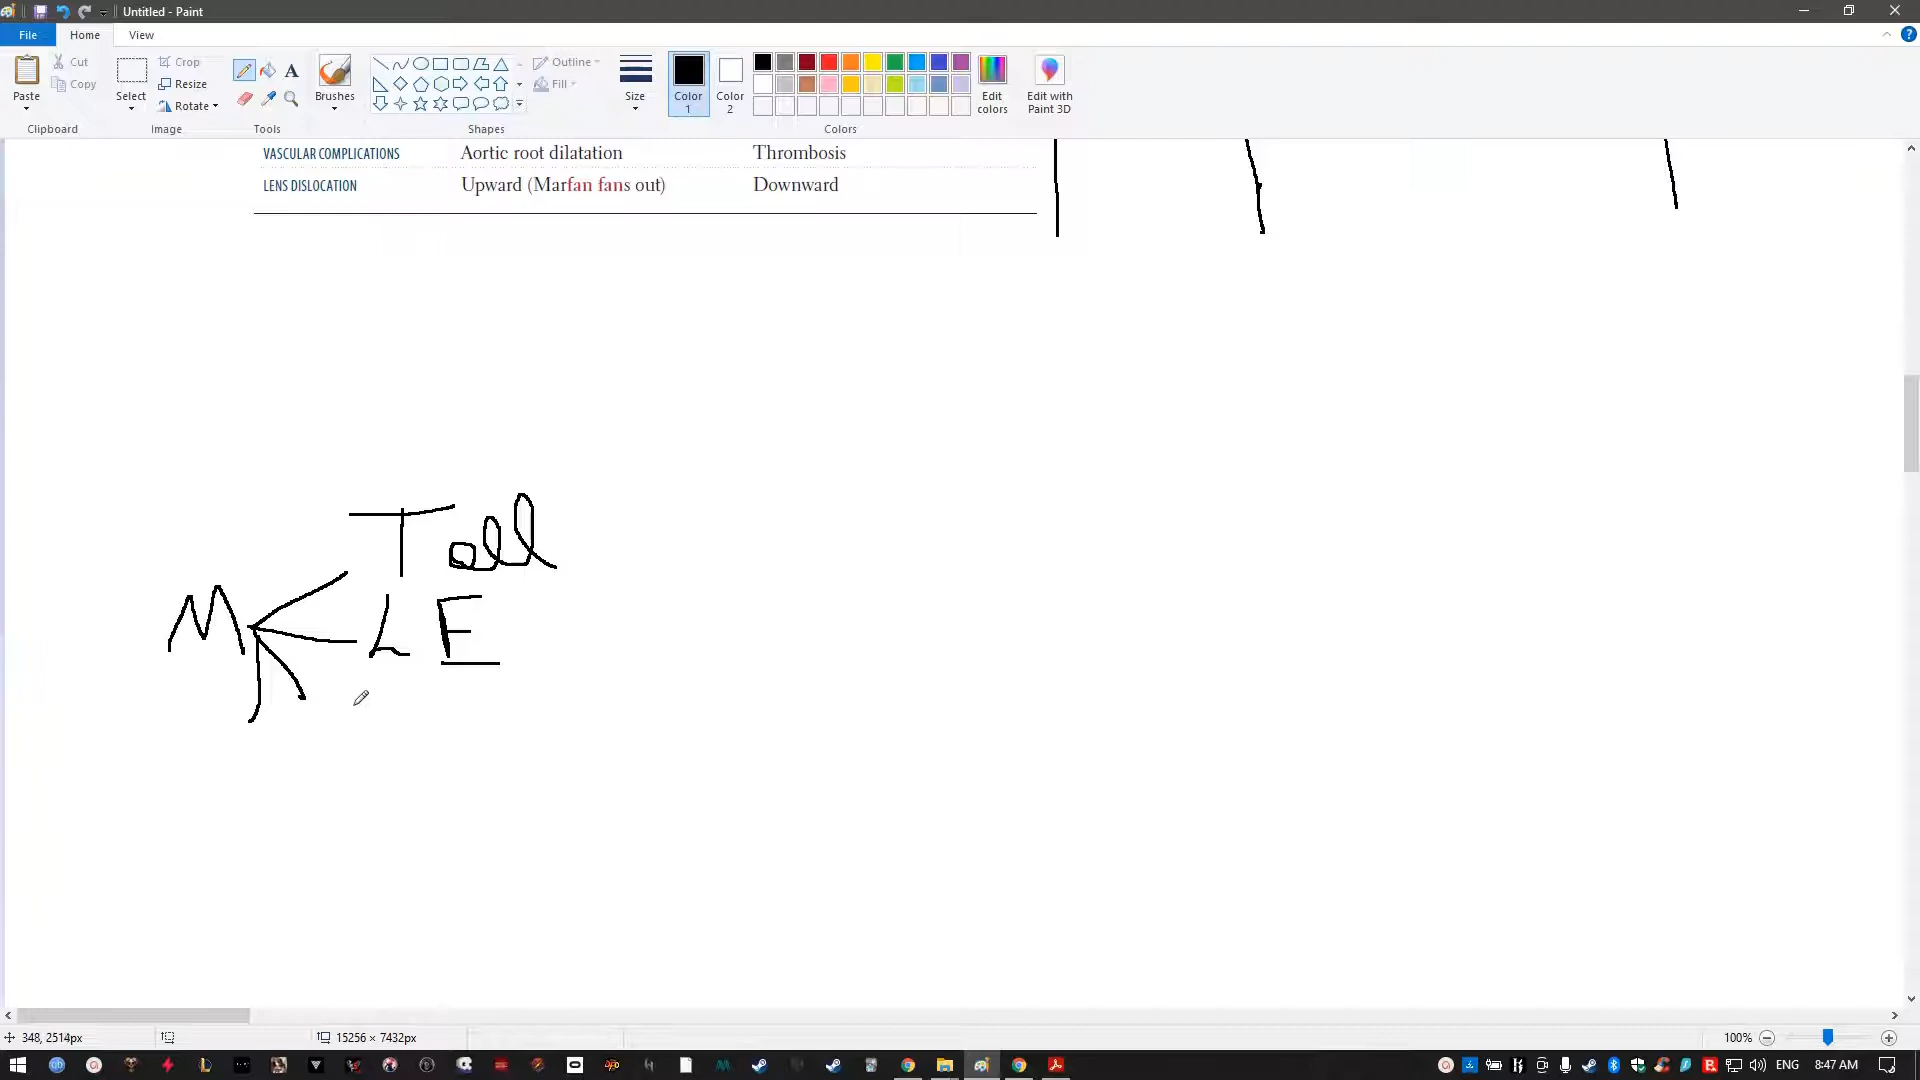 Untitled - Paint
File Home View
Paste
Cut
Copy
Clipboard
Select
Crop
Resize
Rotate
Image
Tools
Brushes
Shapes
Outline
Fill
Size
Color 1
Color 2
Colors
Edit colors
Edit with Paint 3D
VASCULAR COMPLICATIONS Aortic root dilatation Thrombosis
LENS DISLOCATION Upward (Marfan fans out) Downward
Tall
M L E
348, 2514px 15256 × 7432px 100%
ENG 8:47 AM